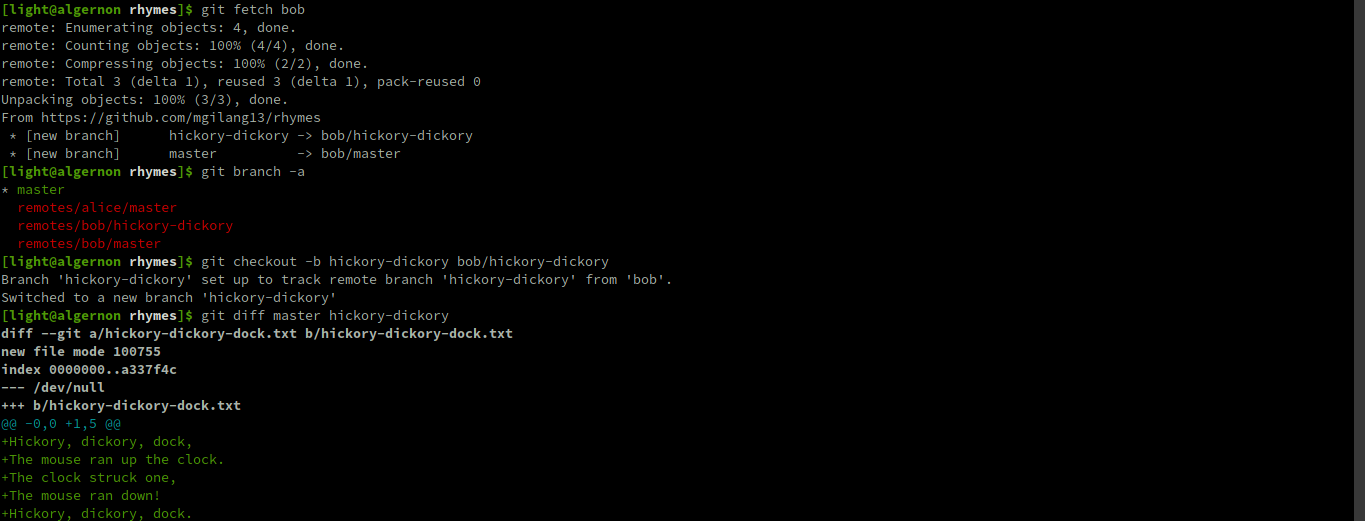 [light@algernon rhymes]$ git fetch bob
remote: Enumerating objects: 4, done.
remote: Counting objects: 100% (4/4), done.
remote: Compressing objects: 100% (2/2), done.
remote: Total 3 (delta 1), reused 3 (delta 1), pack-reused 0
Unpacking objects: 100% (3/3), done.
From https://github.com/mgilang13/rhymes
 * [new branch]      hickory-dickory -> bob/hickory-dickory
 * [new branch]      master          -> bob/master
[light@algernon rhymes]$ git branch -a
* master
  remotes/alice/master
  remotes/bob/hickory-dickory
  remotes/bob/master
[light@algernon rhymes]$ git checkout -b hickory-dickory bob/hickory-dickory
Branch 'hickory-dickory' set up to track remote branch 'hickory-dickory' from 'bob'.
Switched to a new branch 'hickory-dickory'
[light@algernon rhymes]$ git diff master hickory-dickory
diff --git a/hickory-dickory-dock.txt b/hickory-dickory-dock.txt
new file mode 100755
index 0000000..a337f4c
--- /dev/null
+++ b/hickory-dickory-dock.txt
@@ -0,0 +1,5 @@
+Hickory, dickory, dock,
+The mouse ran up the clock.
+The clock struck one,
+The mouse ran down!
+Hickory, dickory, dock.